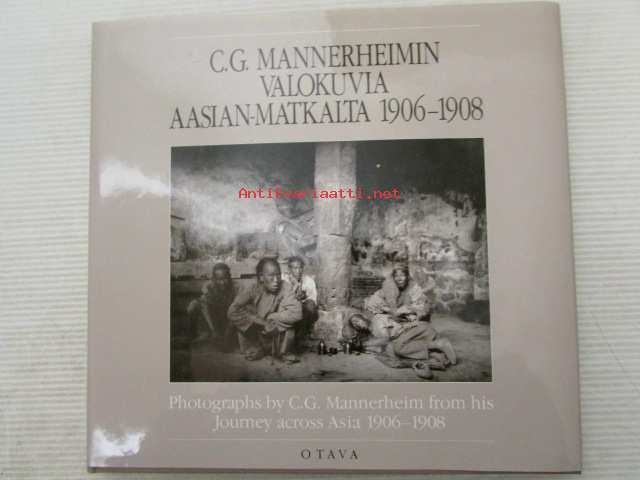 C.G. MANNERHEIMIN
VALOKUVIA
AASIAN-MATKALTA 1906–1908
Antikvariaatti.net
Photographs by C.G. Mannerheim from his
Journey across Asia 1906–1908
OTAVA